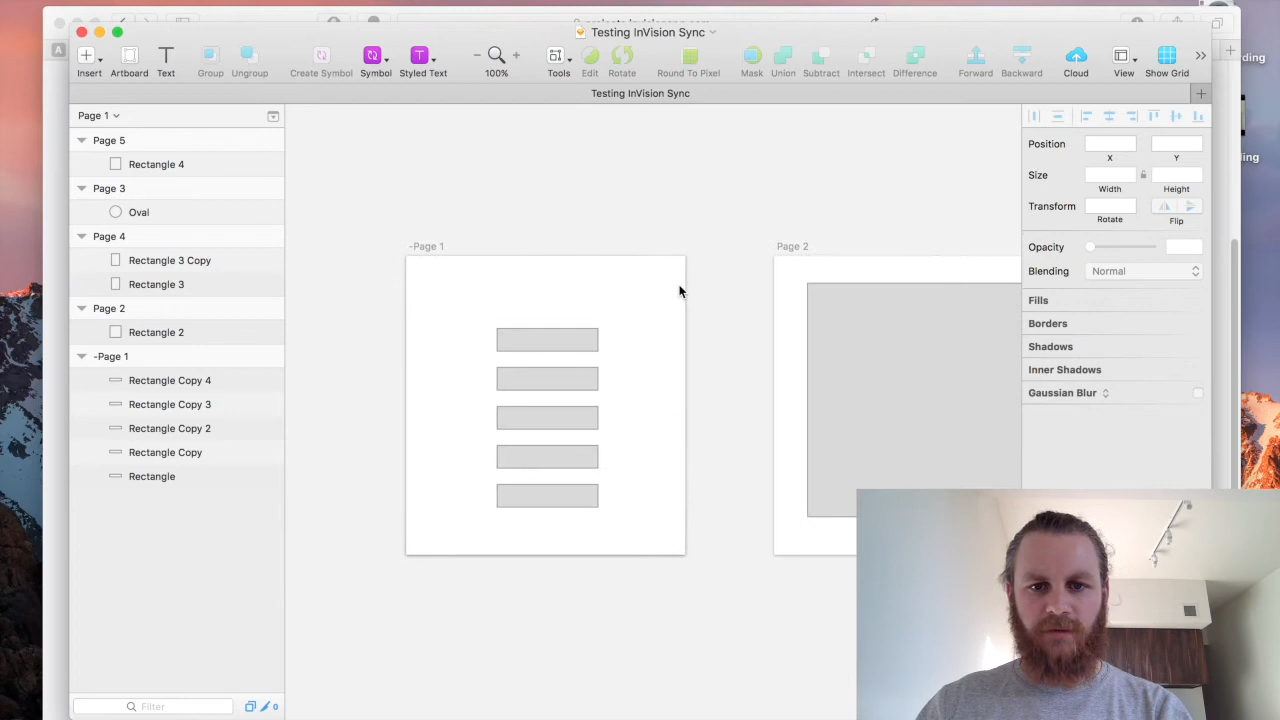 projects.invisionapp.com
Testing InVision Sync
Insert
Artboard
Text
Group
Ungroup
Create Symbol
Symbol
Styled Text
100%
Tools
Edit
Rotate
Round To Pixel
Mask
Union
Subtract
Intersect
Difference
Forward
Backward
Cloud
View
Show Grid
Testing InVision Sync
Page 1
Page 5
Rectangle 4
Page 3
Oval
Page 4
Rectangle 3 Copy
Rectangle 3
Page 2
Rectangle 2
-Page 1
Rectangle Copy 4
Rectangle Copy 3
Rectangle Copy 2
Rectangle Copy
Rectangle
Filter
0
-Page 1
Page 2
Position
X
Y
Size
Width
Height
Transform
Rotate
Flip
Opacity
Blending
Normal
Fills
Borders
Shadows
Inner Shadows
Gaussian Blur
A
T